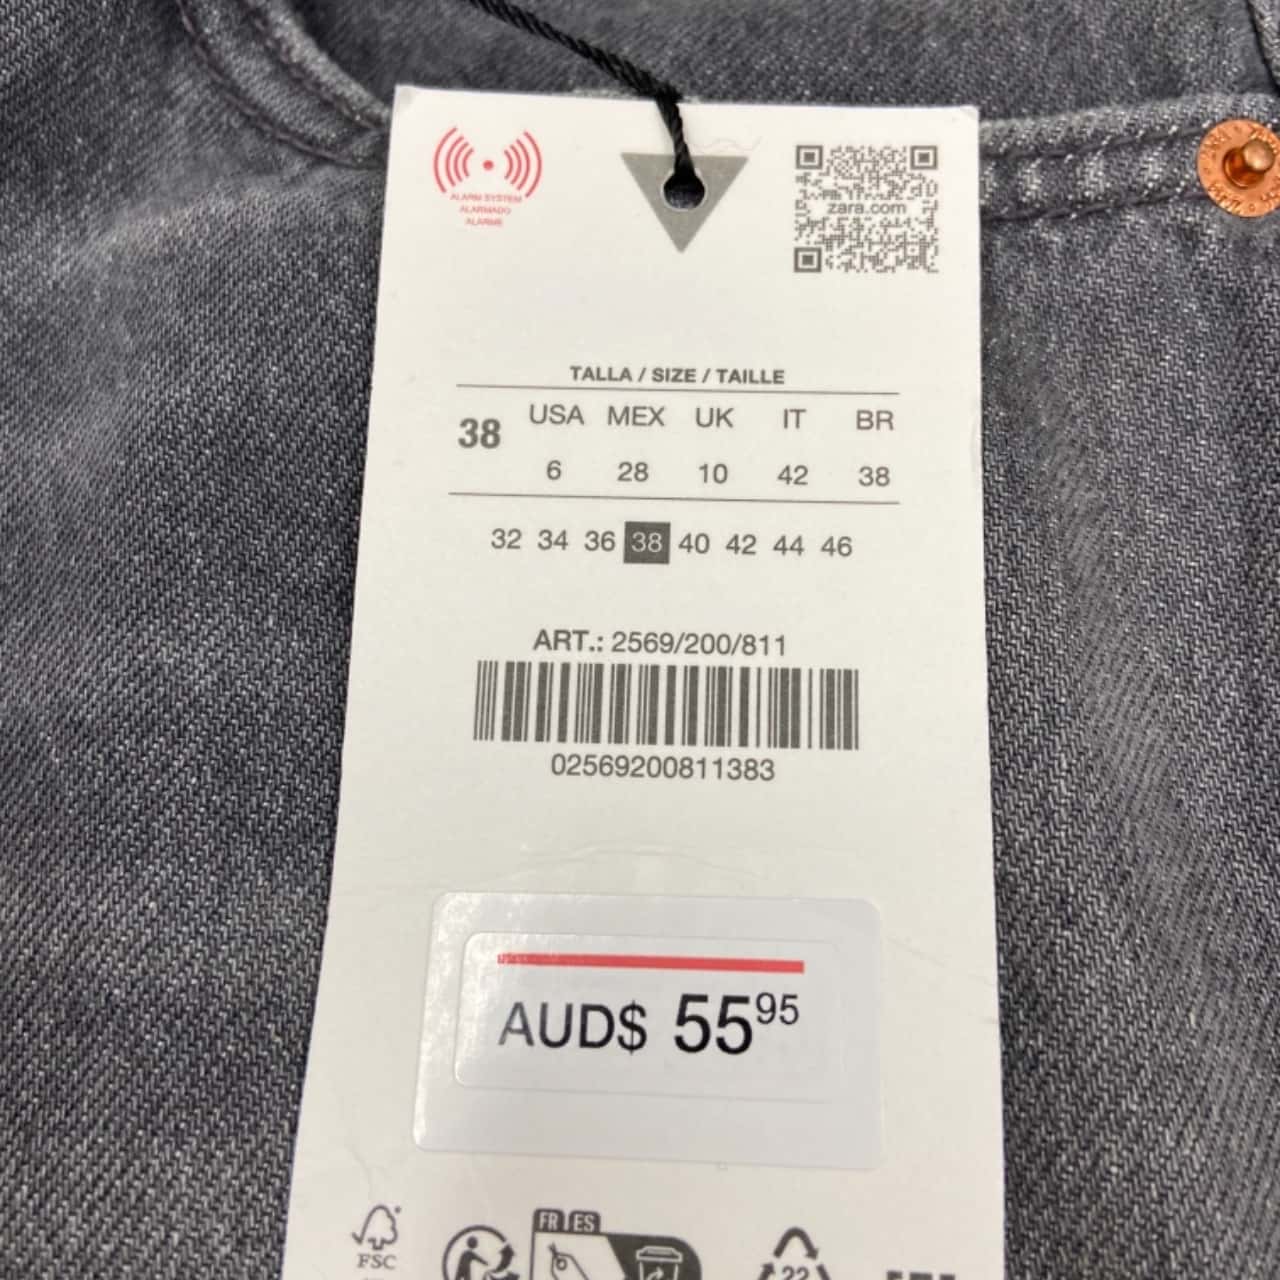 ALARM SYSTEM
ALARMADO
ALARME
zara.com
TALLA / SIZE / TAILLE
38 USA MEX UK IT BR
6 28 10 42 38
32 34 36 38 40 42 44 46
ART.: 2569/200/811
02569200811383
AUD$ 55 95
FR ES
FSC
22